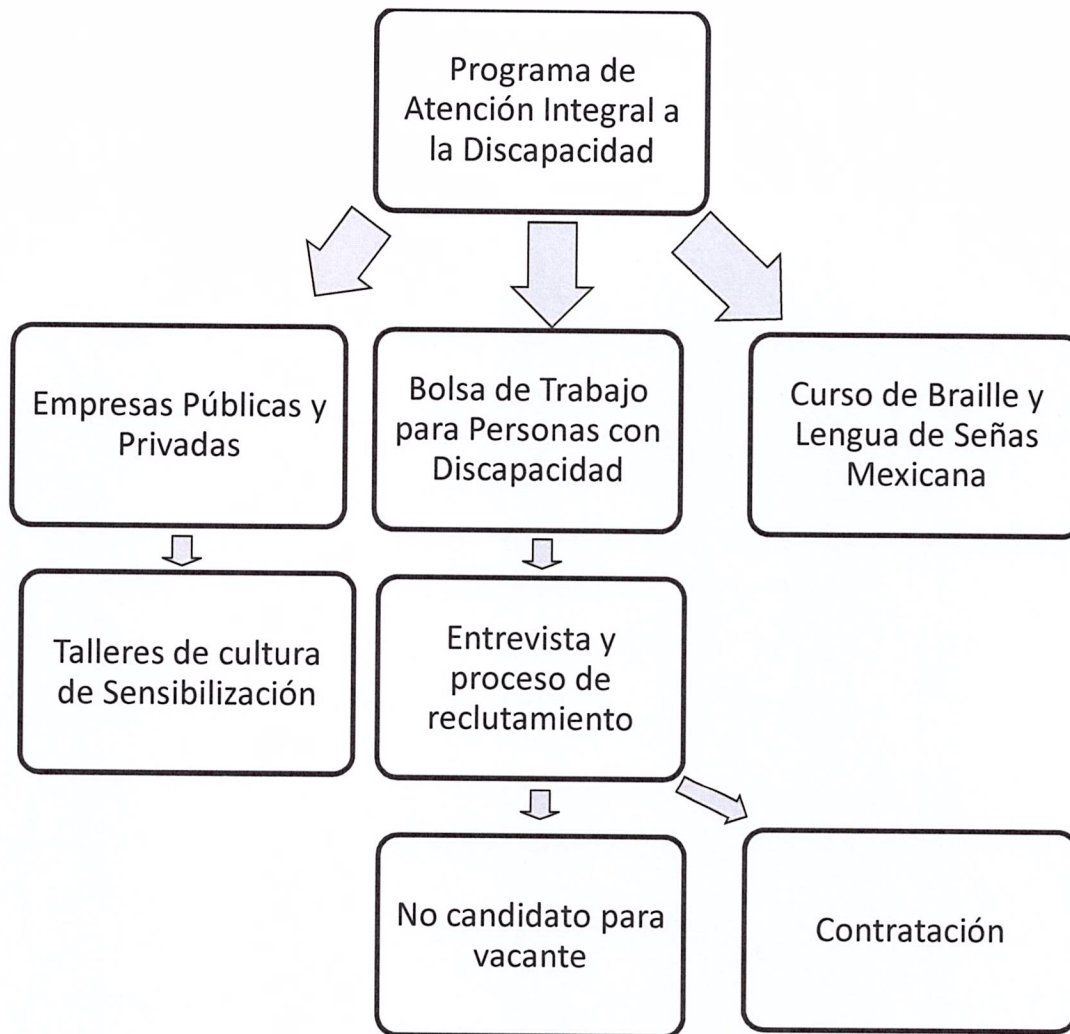 Programa de
Atención Integral a
la Discapacidad
Empresas Públicas y
Privadas
Bolsa de Trabajo
para Personas con
Discapacidad
Curso de Braille y
Lengua de Señas
Mexicana
Talleres de cultura
de Sensibilización
Entrevista y
proceso de
reclutamiento
No candidato para
vacante
Contratación